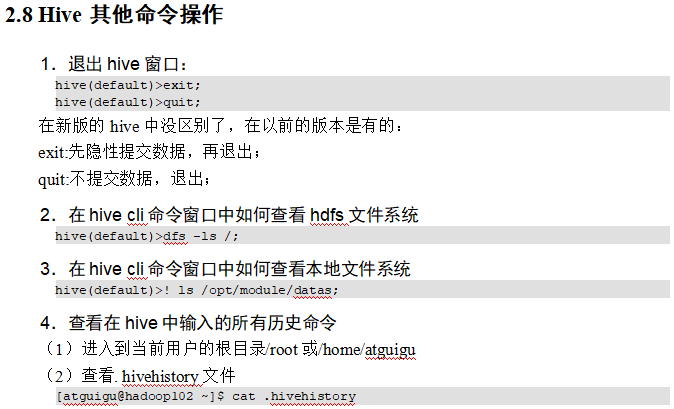 2.8 Hive 其他命令操作
1．退出 hive 窗口：
hive(default)>exit;
hive(default)>quit;
在新版的 hive 中没区别了，在以前的版本是有的：
exit:先隐性提交数据，再退出；
quit:不提交数据，退出；
2．在 hive cli 命令窗口中如何查看 hdfs 文件系统
hive(default)>dfs -ls /;
3．在 hive cli 命令窗口中如何查看本地文件系统
hive(default)>! ls /opt/module/datas;
4．查看在 hive 中输入的所有历史命令
（1）进入到当前用户的根目录/root 或/home/atguigu
（2）查看. hivehistory 文件
[atguigu@hadoop102 ~]$ cat .hivehistory